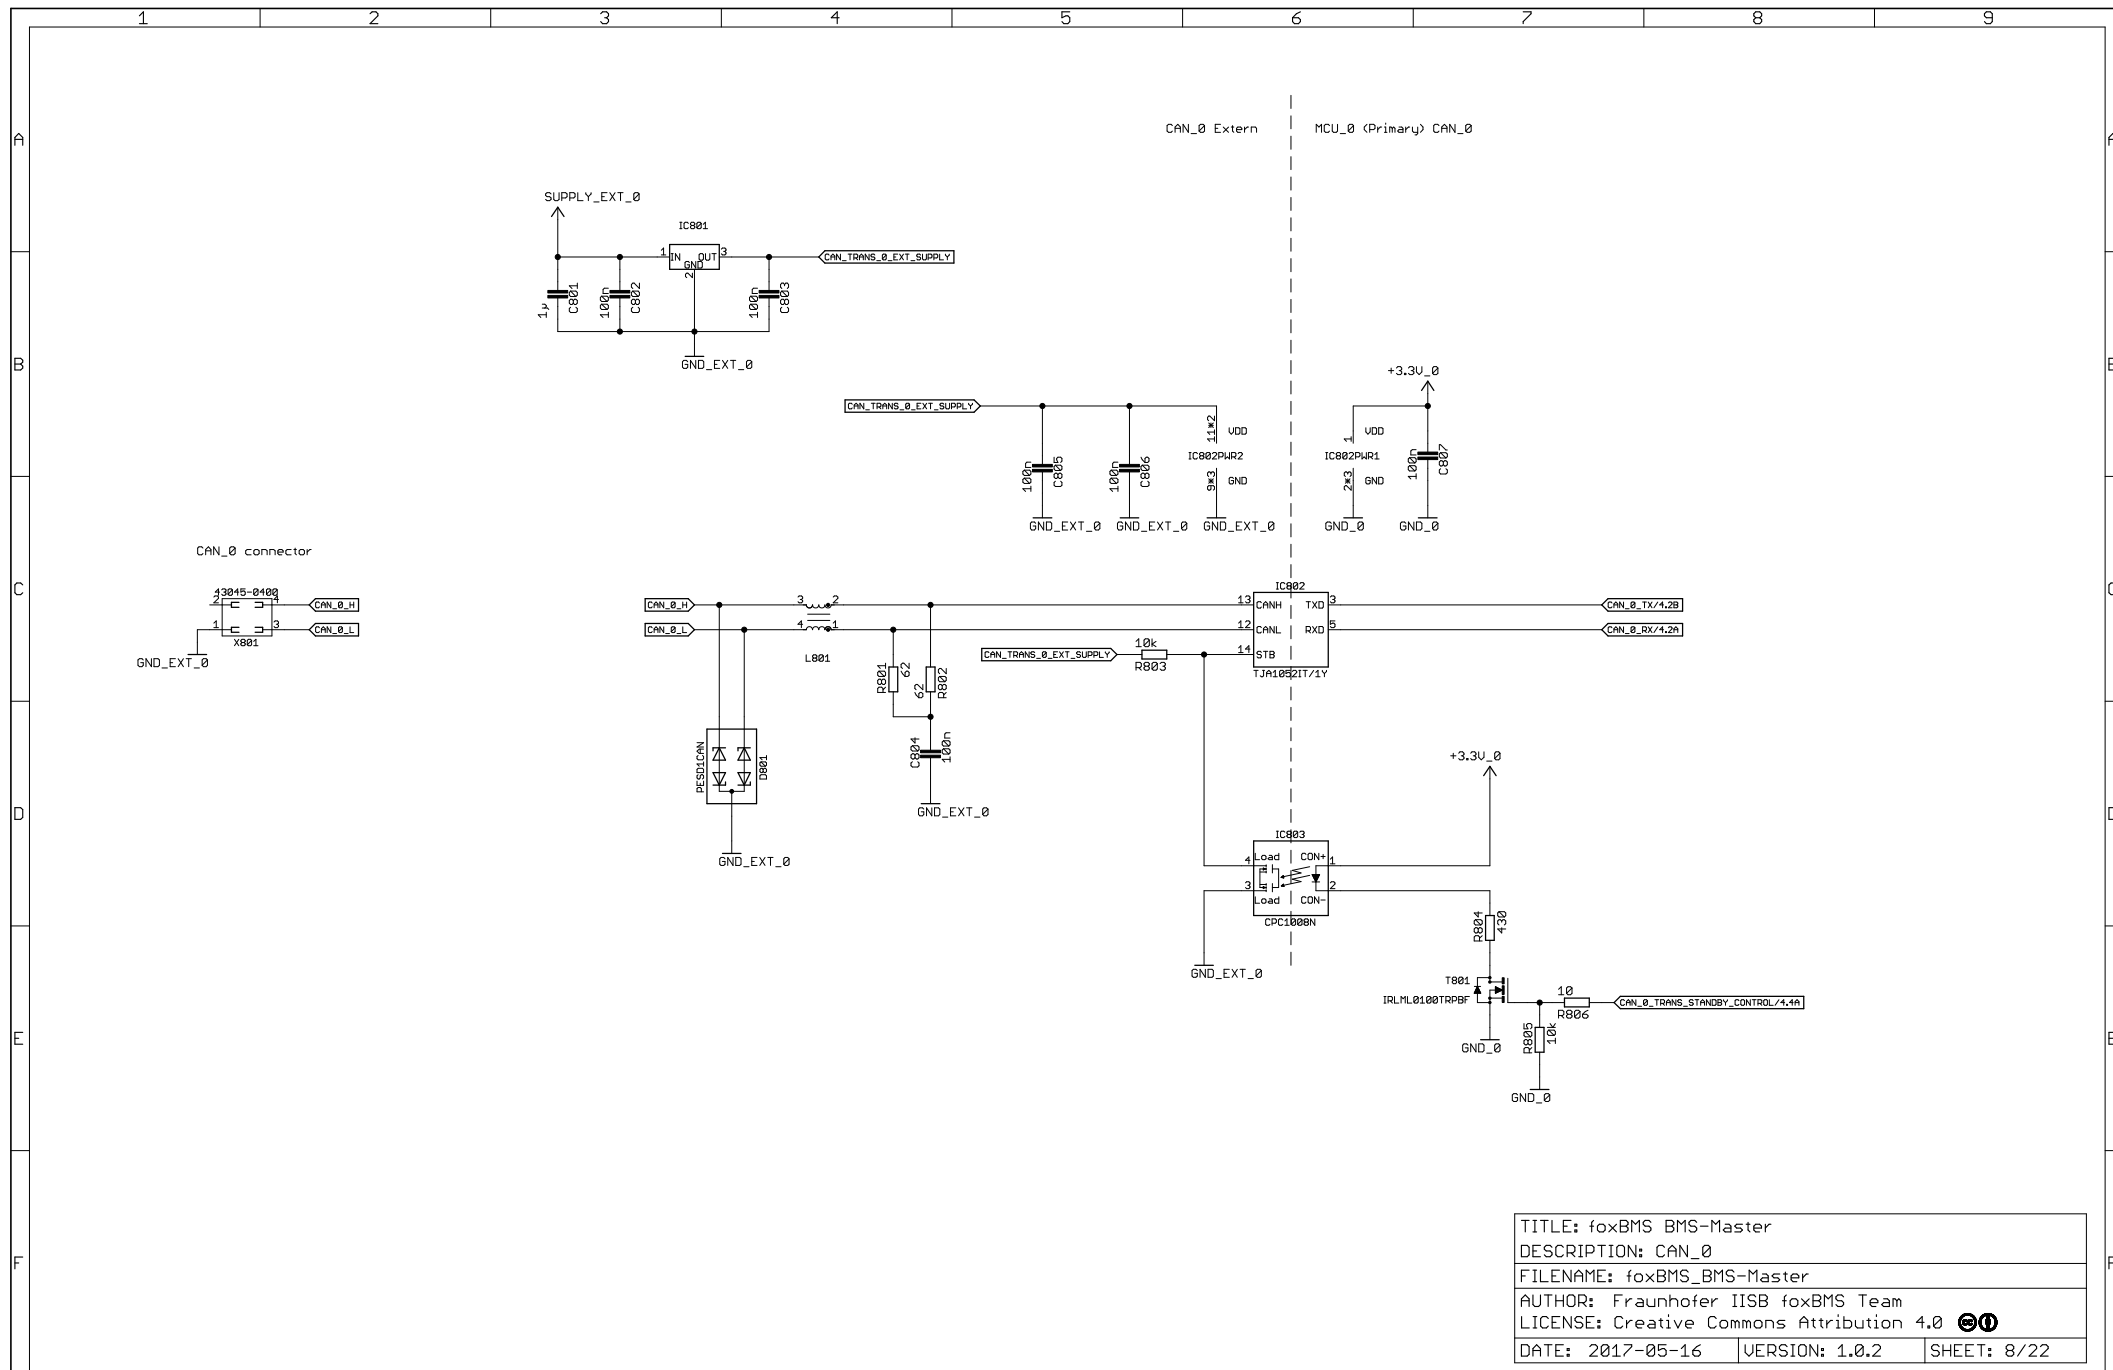 1 2 3 4 5 6 7 8 9
A
CAN_0 Extern
MCU_0 (Primary) CAN_0
SUPPLY_EXT_0
IC801
1 IN OUT 3
GND
2
CAN_TRANS_0_EXT_SUPPLY
1µ C801
100n C802
100n C803
GND_EXT_0
B
+3.3V_0
CAN_TRANS_0_EXT_SUPPLY
11*2 VDD
1 VDD
100n C805
100n C806
IC802PWR2
IC802PWR1
100n C807
9*3 GND
2*3 GND
GND_EXT_0 GND_EXT_0 GND_EXT_0
GND_0 GND_0
CAN_0 connector
C
43045-0400
2 4 CAN_0_H
1 3 CAN_0_L
X801
GND_EXT_0
CAN_0_H 3 2
CAN_0_L 4 1
L801
IC802
13 CANH TXD 3 CAN_0_TX/4.2B
12 CANL RXD 5 CAN_0_RX/4.2A
14 STB
TJA1052IT/1Y
CAN_TRANS_0_EXT_SUPPLY 10k
R803
R801 62
62 R802
C804 100n
GND_EXT_0
PESD1CAN D801
GND_EXT_0
D
+3.3V_0
IC803
4 Load CON+ 1
3 Load CON- 2
CPC1008N
GND_EXT_0
R804 430
T801
IRLML0100TRPBF
10
R806
CAN_0_TRANS_STANDBY_CONTROL/4.4A
R805 10k
GND_0
GND_0
E
F
TITLE: foxBMS BMS-Master
DESCRIPTION: CAN_0
FILENAME: foxBMS_BMS-Master
AUTHOR: Fraunhofer IISB foxBMS Team
LICENSE: Creative Commons Attribution 4.0
DATE: 2017-05-16 VERSION: 1.0.2 SHEET: 8/22